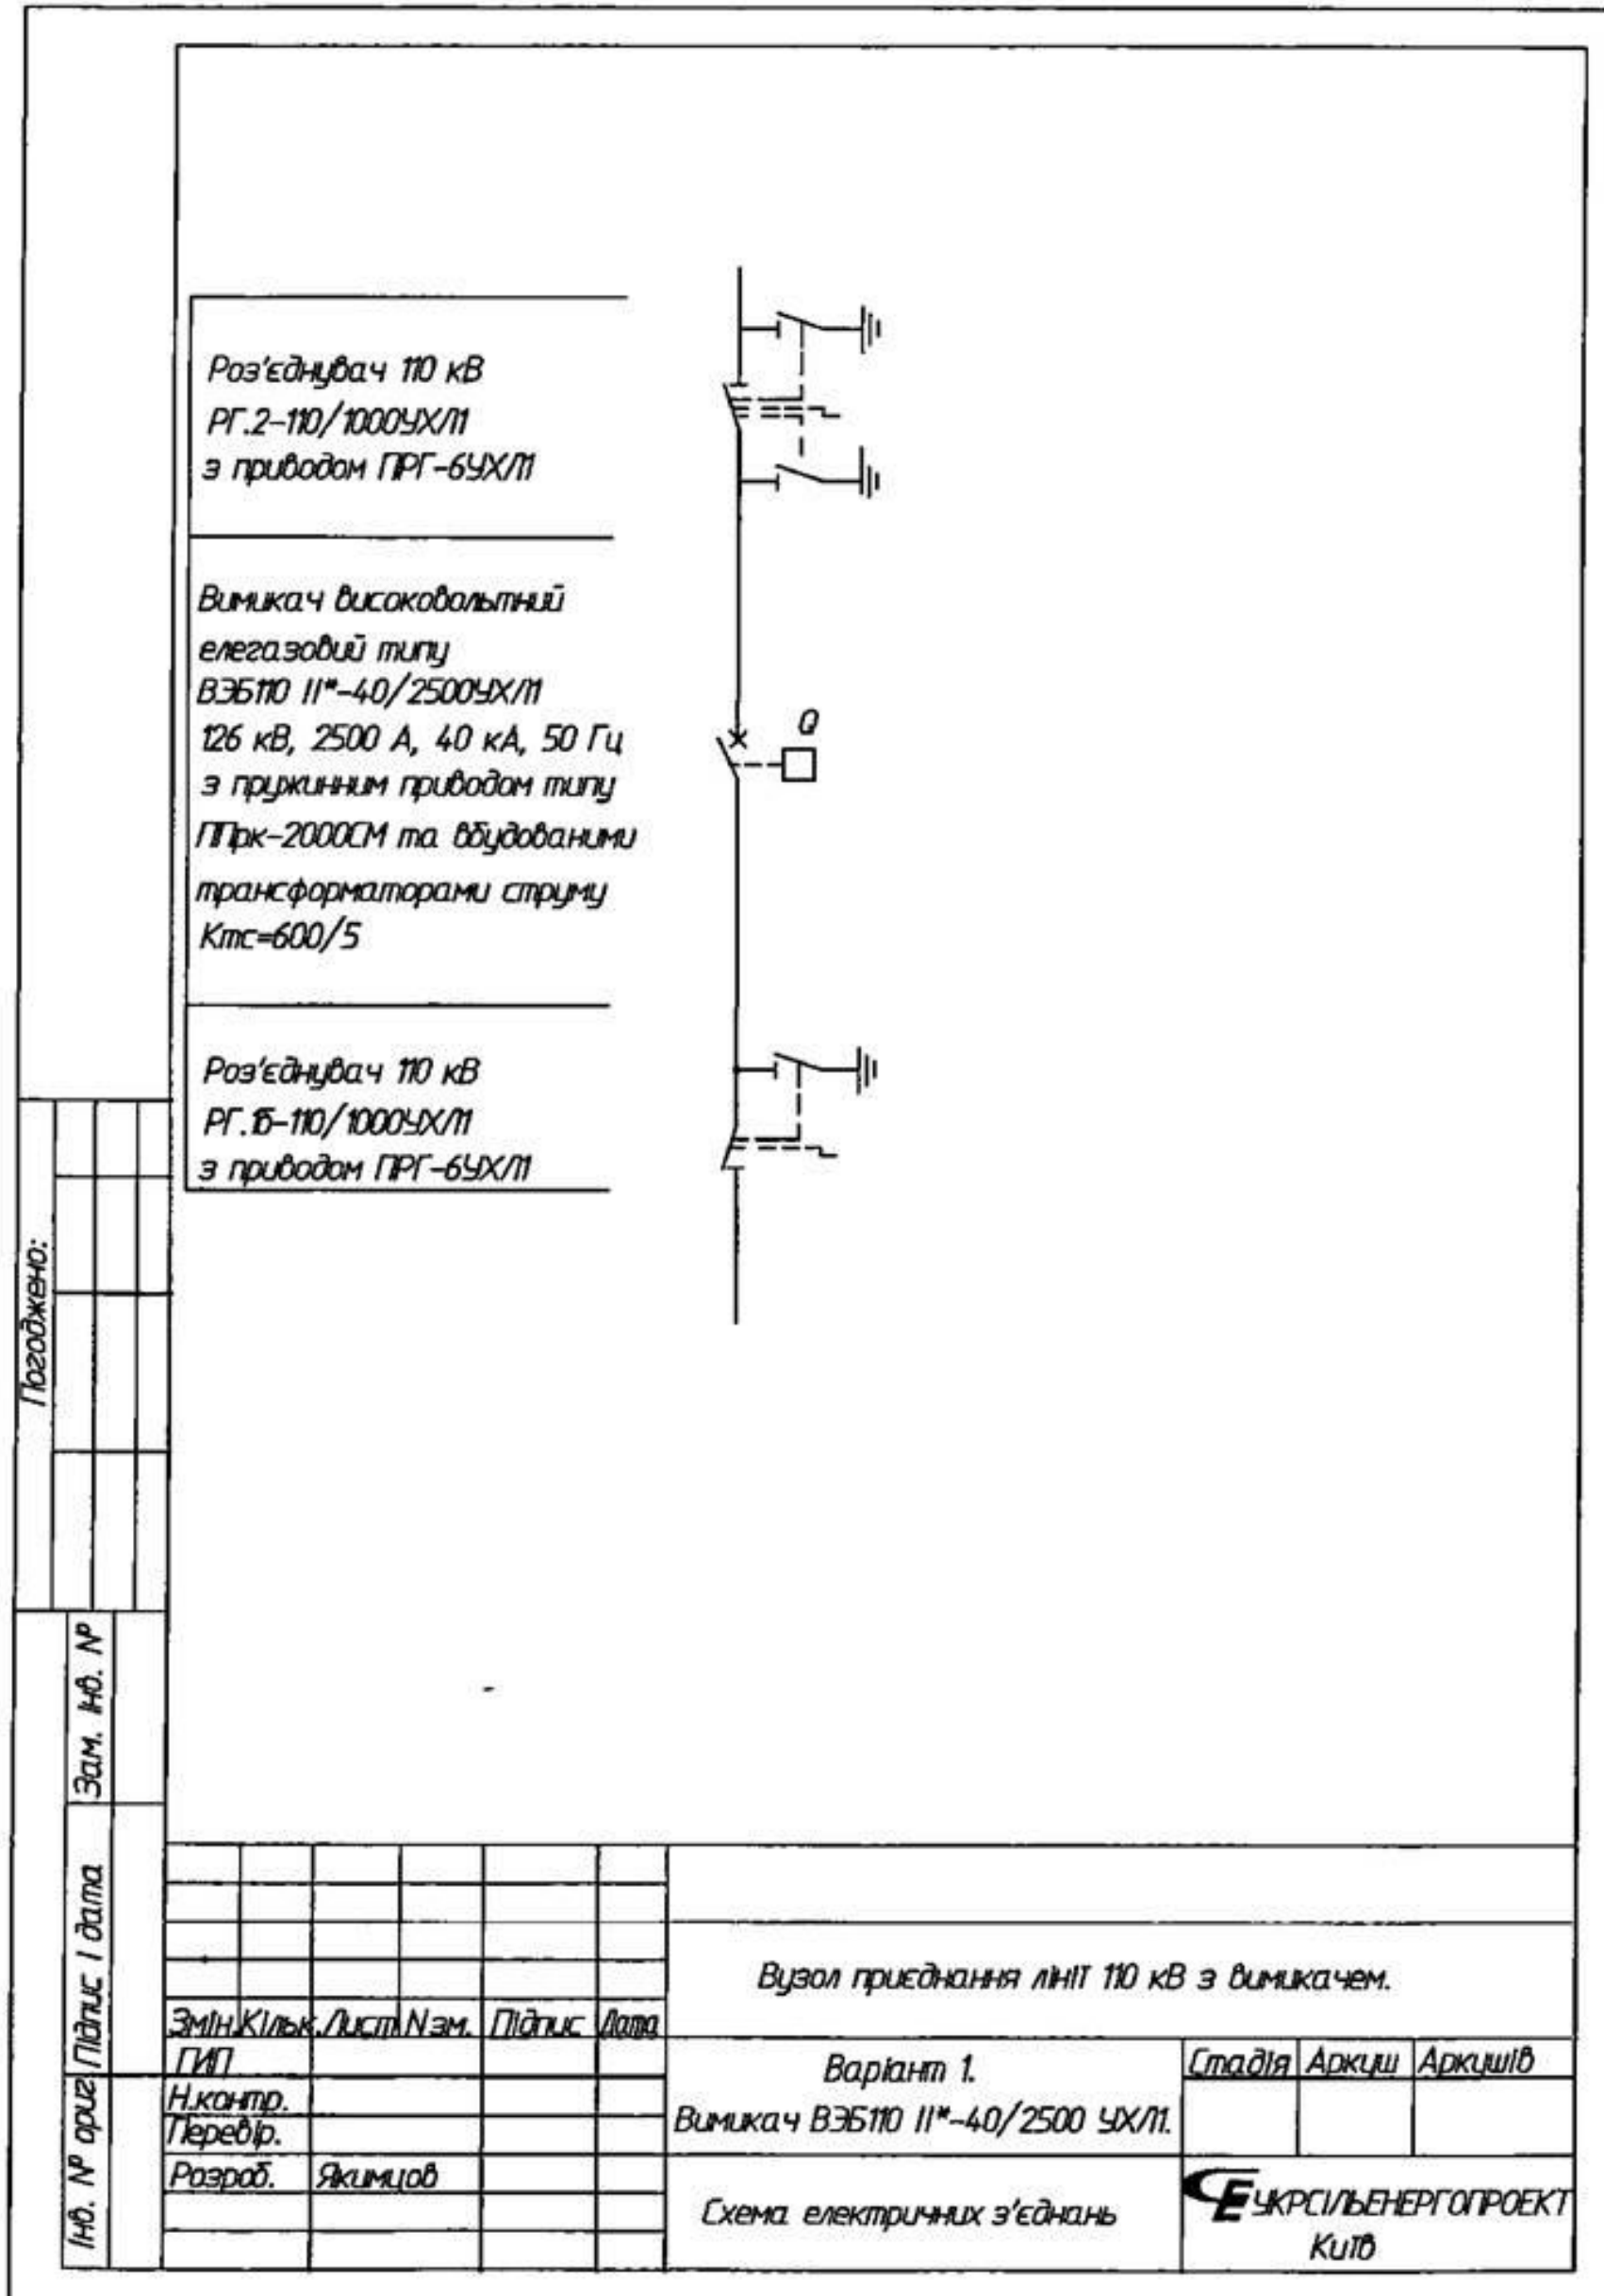 Роз'єднувач 110 кВ
РГ.2-110/1000УХЛ1
з приводом ПРГ-6УХЛ1
Вимикач високовольтний
елегазовий типу
ВЭБ110 II*-40/2500УХЛ1
126 кВ, 2500 А, 40 кА, 50 Гц
з пружинним приводом типу
ППрк-2000СМ та вбудованими
трансформаторами струму
Ктс=600/5
Роз'єднувач 110 кВ
РГ.1б-110/1000УХЛ1
з приводом ПРГ-6УХЛ1
Q
Погоджено:
Зам. інв. №
Підпис і дата
Інв. № ориг
Змін. Кільк. Лист N зм. Підпис Дата
ГИП
Н.контр.
Перевір.
Розроб. Якимцов
Вузол приєднання лінії 110 кВ з вимикачем.
Варіант 1.
Вимикач ВЭБ110 II*-40/2500 УХЛ1.
Стадія Аркуш Аркушів
Схема електричних з'єднань
УКРСІЛЬЕНЕРГОПРОЕКТ
Київ